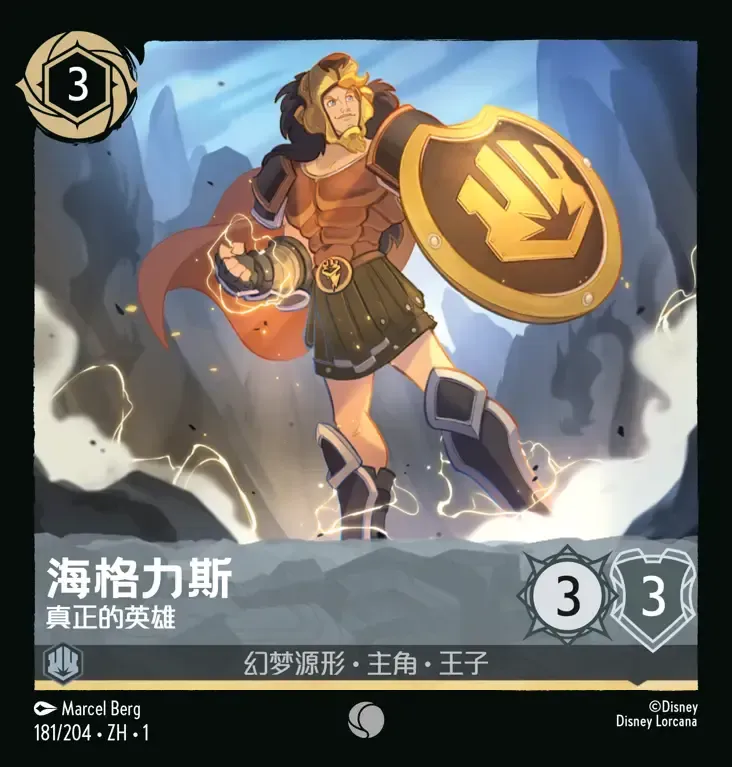 3
海格力斯
真正的英雄
3 3
幻梦源形 • 主角 • 王子
Marcel Berg
181/204 • ZH • 1
©Disney
Disney Lorcana